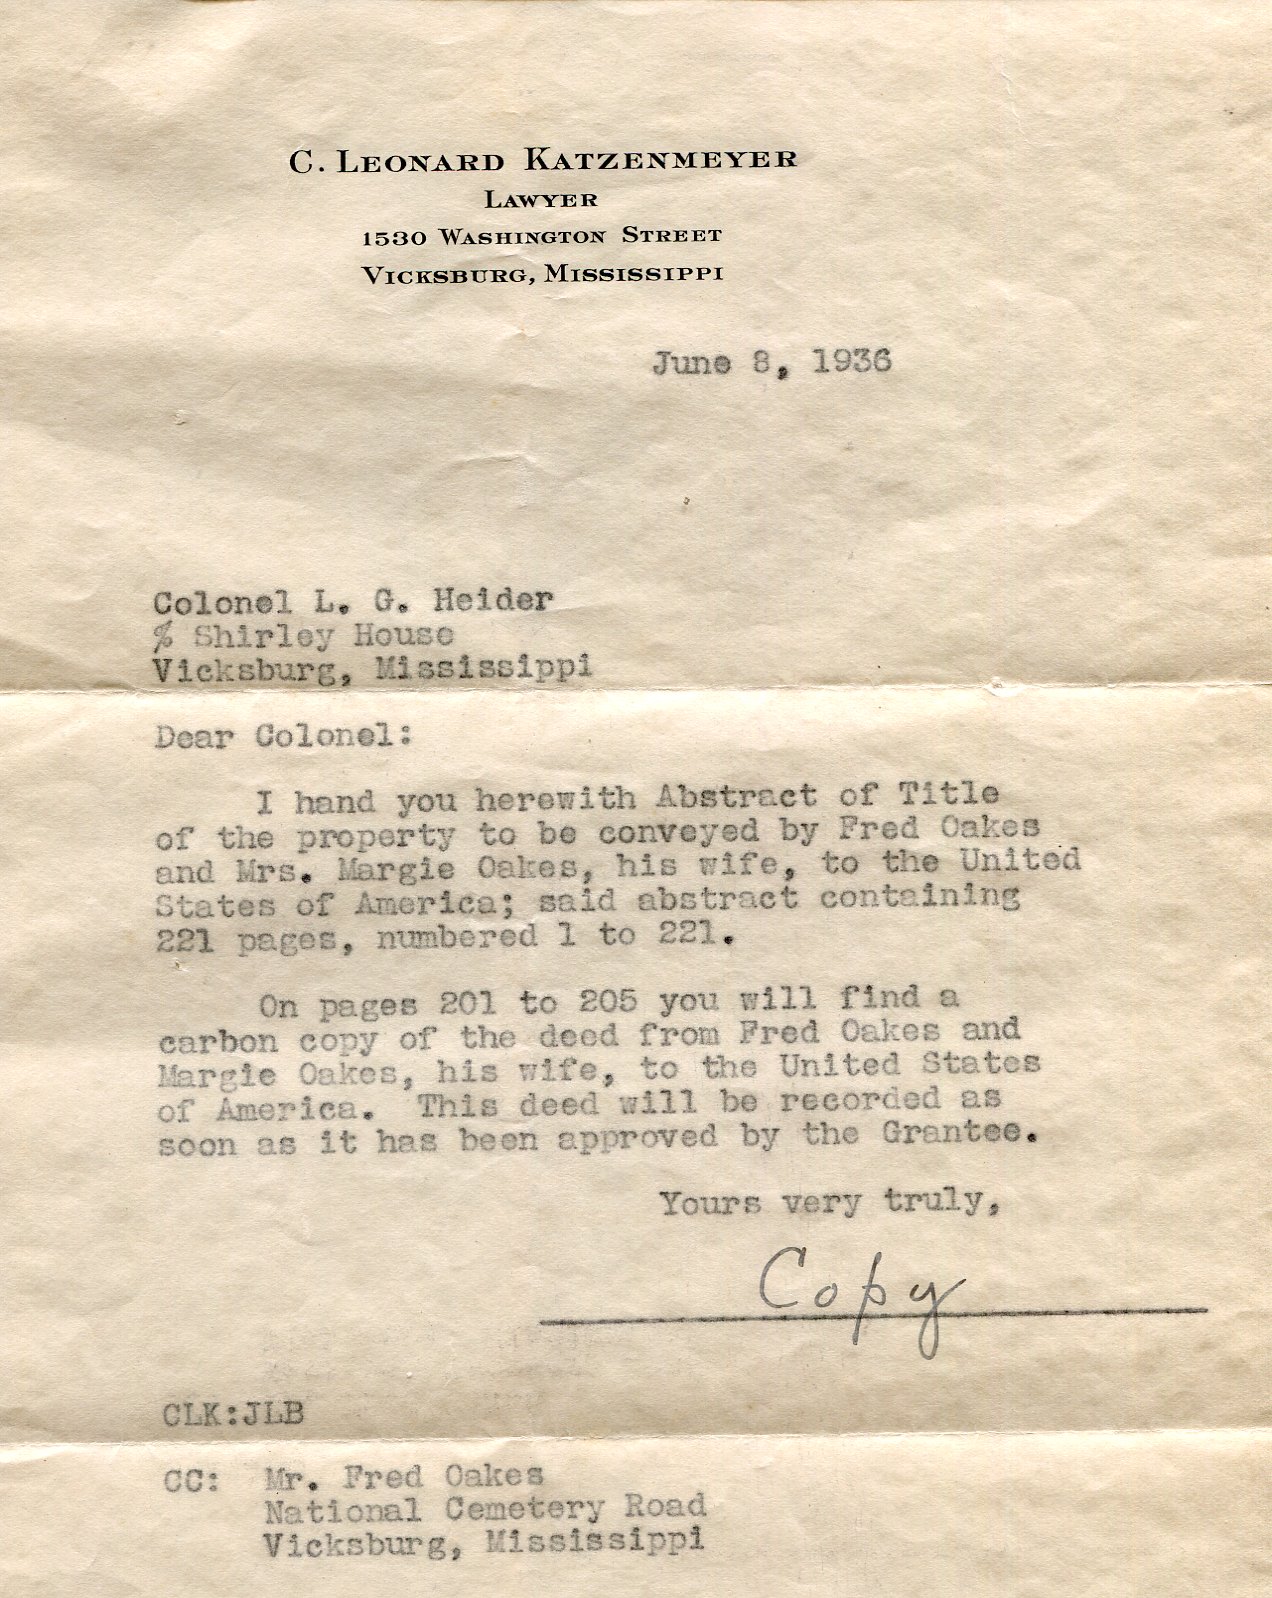 C. Leonard Katzenmeyer
Lawyer
1530 Washington Street
Vicksburg, Mississippi
June 8, 1936
Colonel L. G. Heider
% Shirley House
Vicksburg, Mississippi
Dear Colonel:
I hand you herewith Abstract of Title
of the property to be conveyed by Fred Oakes
and Mrs. Margie Oakes, his wife, to the United
States of America; said abstract containing
221 pages, numbered 1 to 221.
On pages 201 to 205 you will find a
carbon copy of the deed from Fred Oakes and
Margie Oakes, his wife, to the United States
of America. This deed will be recorded as
soon as it has been approved by the Grantee.
Yours very truly,
Copy
CLK:JLB
CC: Mr. Fred Oakes
National Cemetery Road
Vicksburg, Mississippi